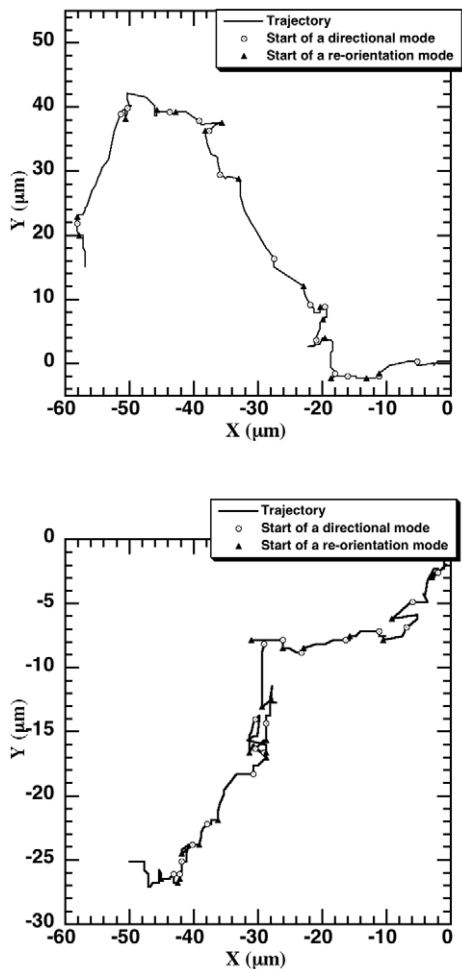 Trajectory
Start of a directional mode
Start of a re-orientation mode
50
40
30
20
10
0
Y (μm)
-60 -50 -40 -30 -20 -10 0
X (μm)
Trajectory
Start of a directional mode
Start of a re-orientation mode
0
-5
-10
-15
-20
-25
-30
Y (μm)
-60 -50 -40 -30 -20 -10 0
X (μm)